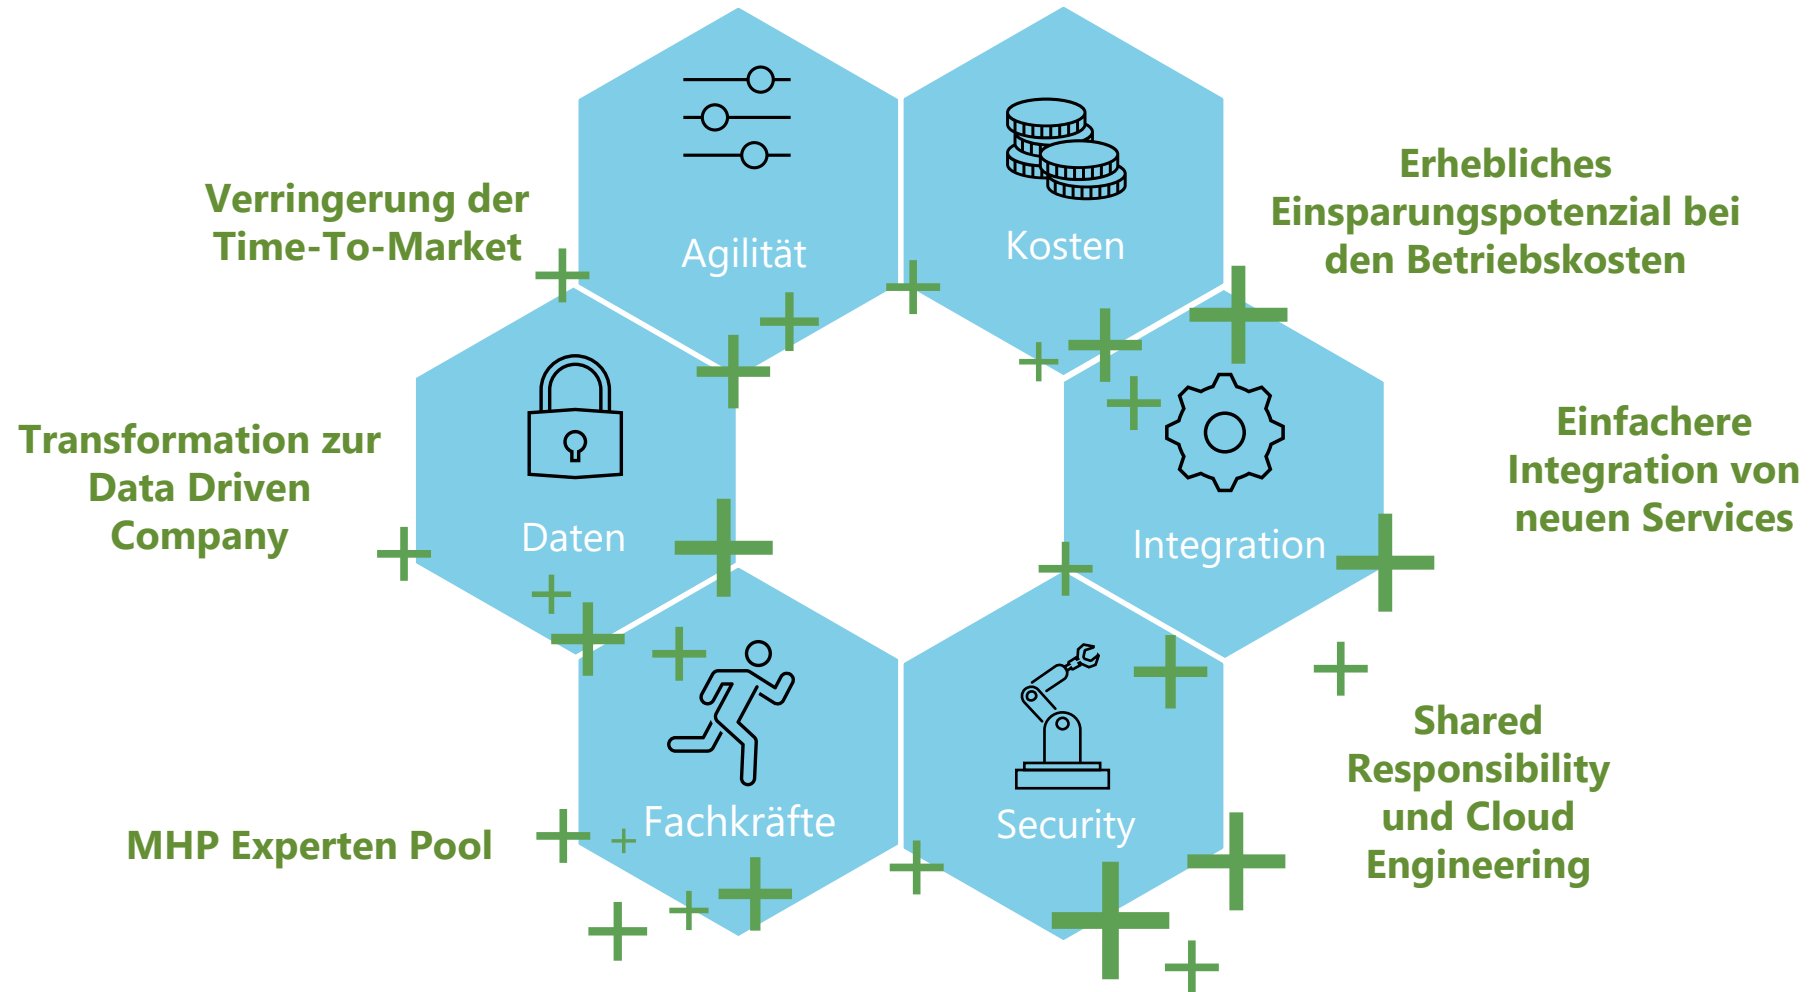 Agilität
Verringerung der
Time-To-Market
Kosten
Erhebliches
Einsparungspotenzial bei
den Betriebskosten
Daten
Transformation zur
Data Driven
Company
Integration
Einfachere
Integration von
neuen Services
Fachkräfte
MHP Experten Pool
Security
Shared
Responsibility
und Cloud
Engineering